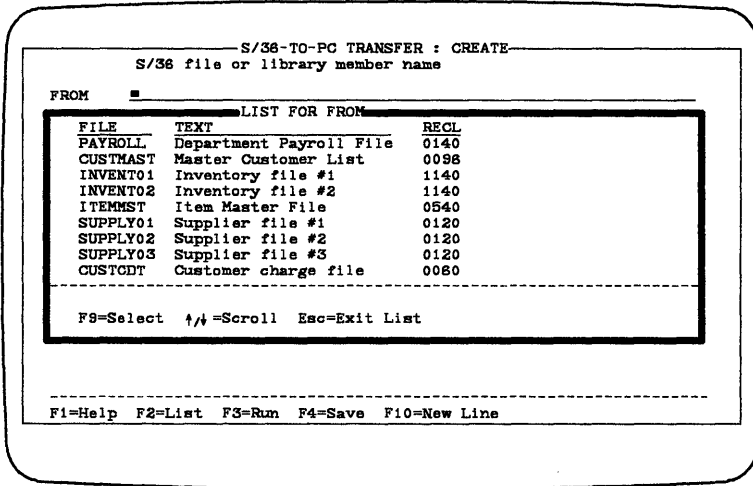 S/36-TO-PC TRANSFER : CREATE
S/36 file or library member name
FROM
LIST FOR FROM
FILE TEXT RECL
PAYROLL Department Payroll File 0140
CUSTMAST Master Customer List 0096
INVENT01 Inventory file #1 1140
INVENT02 Inventory file #2 1140
ITEMMST Item Master File 0540
SUPPLY01 Supplier file #1 0120
SUPPLY02 Supplier file #2 0120
SUPPLY03 Supplier file #3 0120
CUSTCDT Customer charge file 0060
F9=Select ↑/↓ =Scroll Esc=Exit List
F1=Help F2=List F3=Run F4=Save F10=New Line